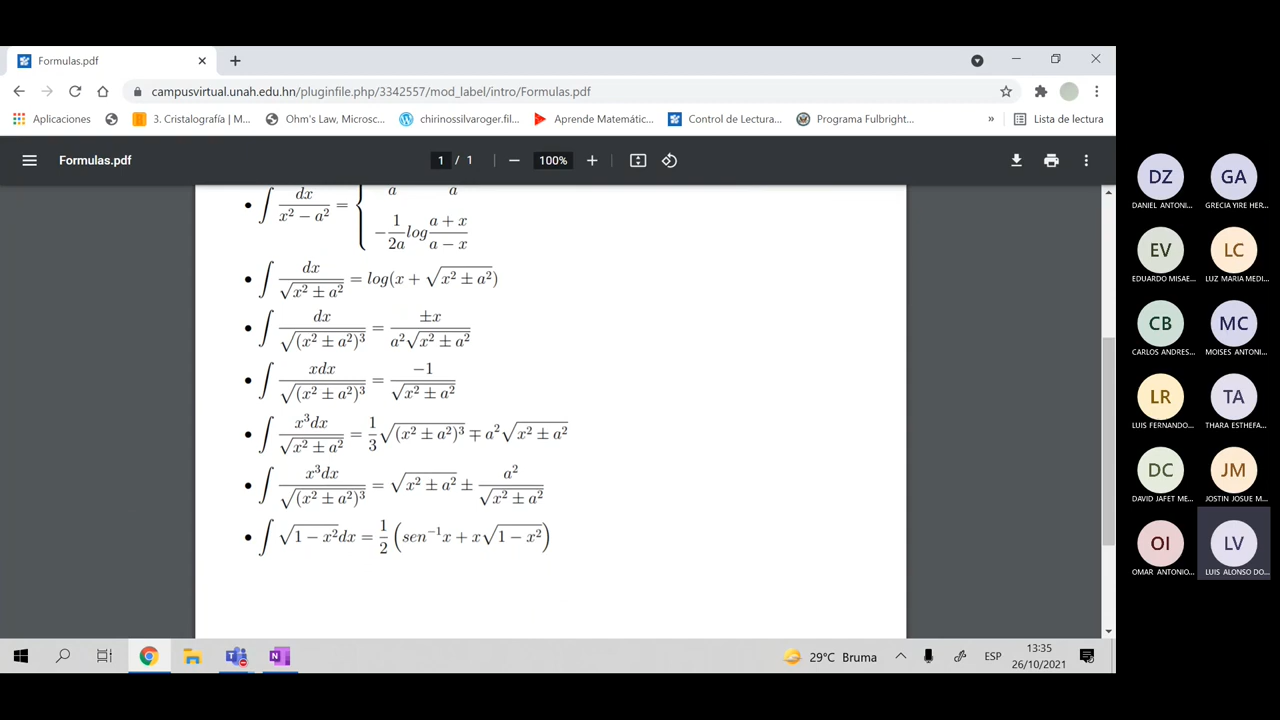 Formulas.pdf
campusvirtual.unah.edu.hn/pluginfile.php/3342557/mod_label/intro/Formulas.pdf
Aplicaciones 3. Cristalografía | M... Ohm's Law, Microsc... chirinossilvaroger.fil... Aprende Matemátic... Control de Lectura... Programa Fulbright... » Lista de lectura
Formulas.pdf 1 / 1 — 100% +
a a
• ∫ dx / (x² − a²) = {
−1/2a log (a + x)/(a − x)
• ∫ dx / √(x² ± a²) = log(x + √(x² ± a²))
• ∫ dx / √((x² ± a²)³) = ±x / (a²√(x² ± a²))
• ∫ xdx / √((x² ± a²)³) = −1 / √(x² ± a²)
• ∫ x³dx / √(x² ± a²) = 1/3 √((x² ± a²)³) ∓ a²√(x² ± a²)
• ∫ x³dx / √((x² ± a²)³) = √(x² ± a²) ± a² / √(x² ± a²)
• ∫ √(1 − x²)dx = 1/2 (sen⁻¹x + x√(1 − x²))
DZ GA
DANIEL ANTONI... GRECIA YIRE HER...
EV LC
EDUARDO MISAE... LUZ MARIA MEDI...
CB MC
CARLOS ANDRES... MOISES ANTONI...
LR TA
LUIS FERNANDO... THARA ESTHEFA...
DC JM
DAVID JAFET ME... JOSTIN JOSUE M...
OI LV
OMAR ANTONIO... LUIS ALONSO DO...
29°C Bruma ESP 13:35
26/10/2021